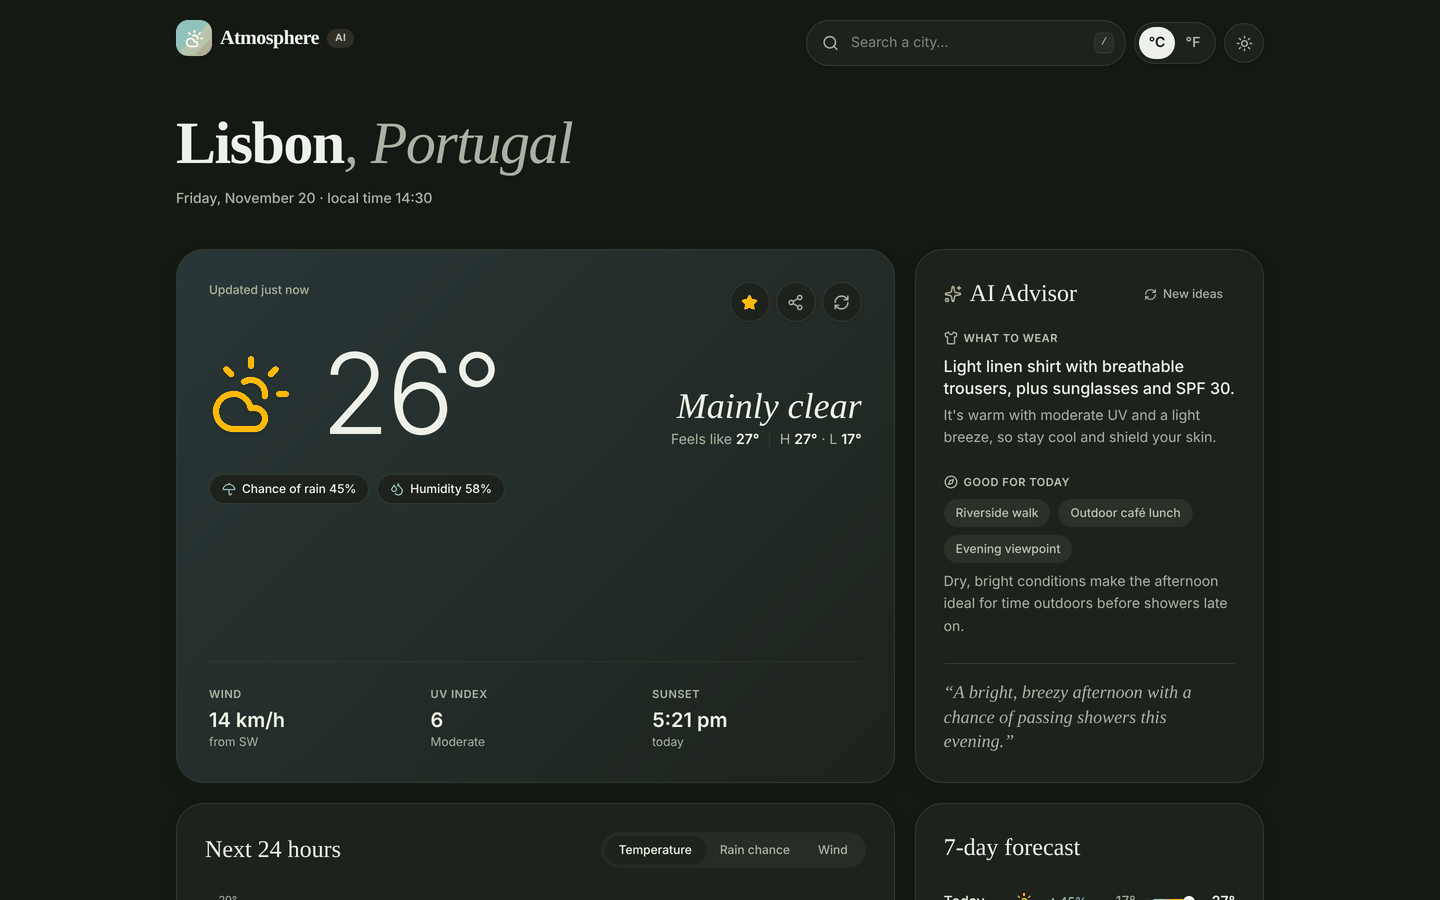 Atmosphere AI
Search a city... /
°C °F
Lisbon, Portugal
Friday, November 20 · local time 14:30
Updated just now
26°
Mainly clear
Feels like 27° H 27° · L 17°
Chance of rain 45% Humidity 58%
WIND
14 km/h
from SW
UV INDEX
6
Moderate
SUNSET
5:21 pm
today
AI Advisor
New ideas
WHAT TO WEAR
Light linen shirt with breathable
trousers, plus sunglasses and SPF 30.
It's warm with moderate UV and a light
breeze, so stay cool and shield your skin.
GOOD FOR TODAY
Riverside walk Outdoor café lunch
Evening viewpoint
Dry, bright conditions make the afternoon
ideal for time outdoors before showers late
on.
“A bright, breezy afternoon with a
chance of passing showers this
evening.”
Next 24 hours
Temperature Rain chance Wind
7-day forecast
Today 45% 17° 27°